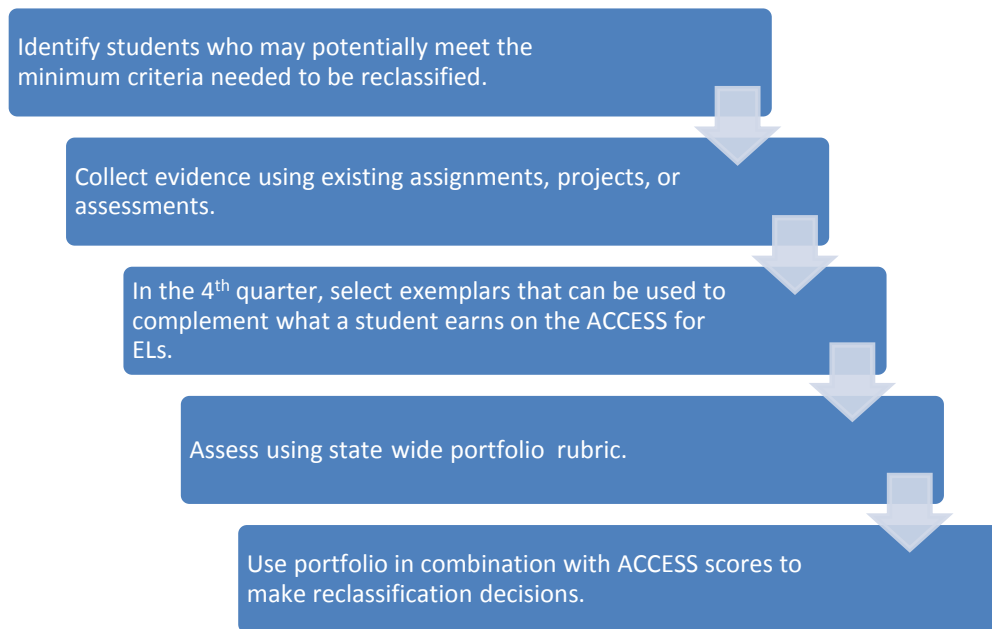 Identify students who may potentially meet the
minimum criteria needed to be reclassified.
Collect evidence using existing assignments, projects, or
assessments.
In the 4th quarter, select exemplars that can be used to
complement what a student earns on the ACCESS for
ELs.
Assess using state wide portfolio rubric.
Use portfolio in combination with ACCESS scores to
make reclassification decisions.